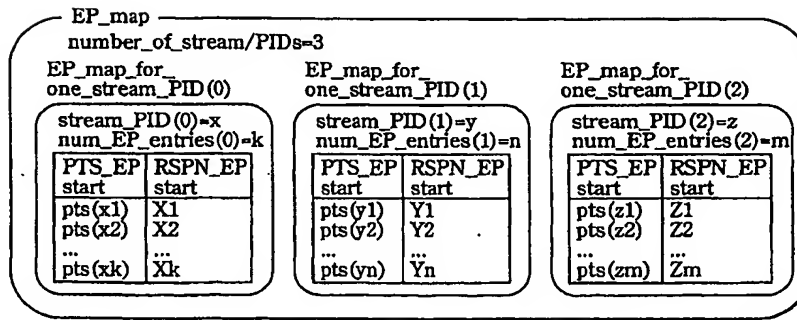 EP_map
number_of_stream/PIDs=3
EP_map_for_
one_stream_PID(0)
stream_PID(0)=x
num_EP_entries(0)=k
PTS_EP RSPN_EP
start start
pts(x1) X1
pts(x2) X2
... ...
pts(xk) Xk
EP_map_for_
one_stream_PID(1)
stream_PID(1)=y
num_EP_entries(1)=n
PTS_EP RSPN_EP
start start
pts(y1) Y1
pts(y2) Y2
... ...
pts(yn) Yn
EP_map_for_
one_stream_PID(2)
stream_PID(2)=z
num_EP_entries(2)=m
PTS_EP RSPN_EP
start start
pts(z1) Z1
pts(z2) Z2
... ...
pts(zm) Zm